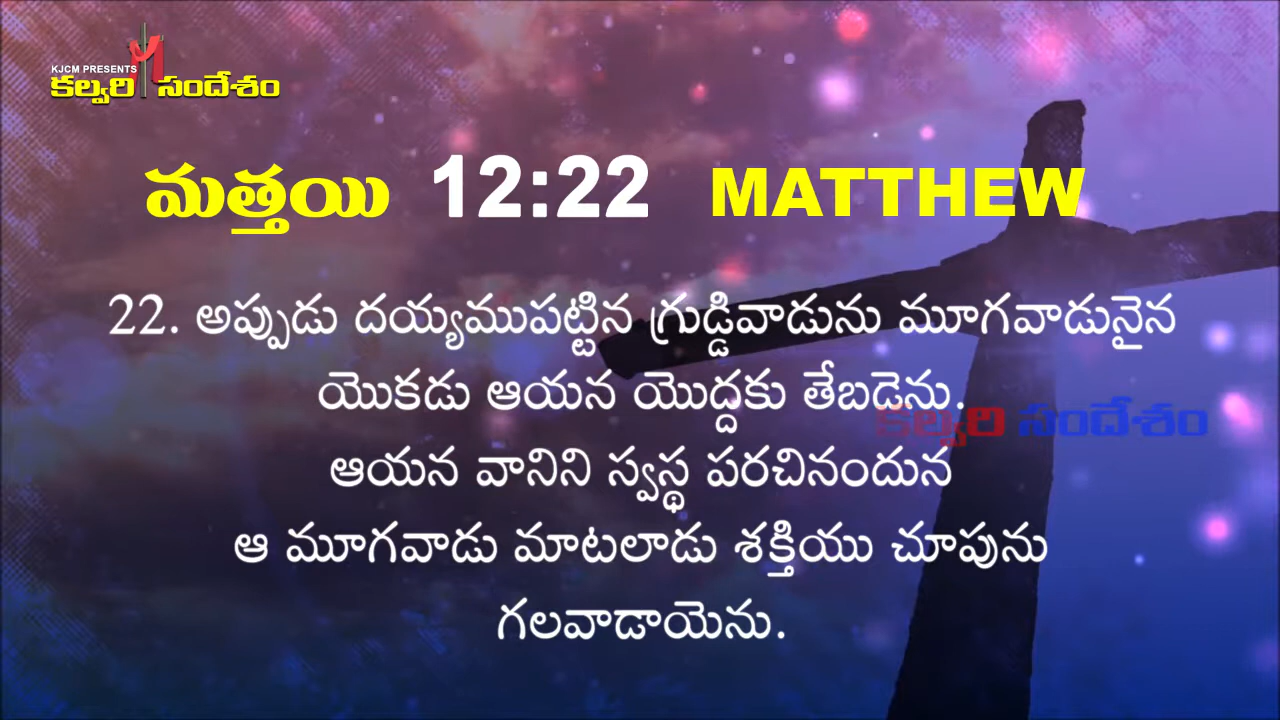 KJCM PRESENTS
కల్వరి సందేశం
మత్తయి 12:22 MATTHEW
22. అప్పుడు దయ్యముపట్టిన గ్రుడ్డివాడును మూగవాడునైన
యొకడు ఆయన యొద్దకు తేబడెను.
కల్వరి సందేశం
ఆయన వానిని స్వస్థ పరచినందున
ఆ మూగవాడు మాటలాడు శక్తియు చూపును
గలవాడాయెను.